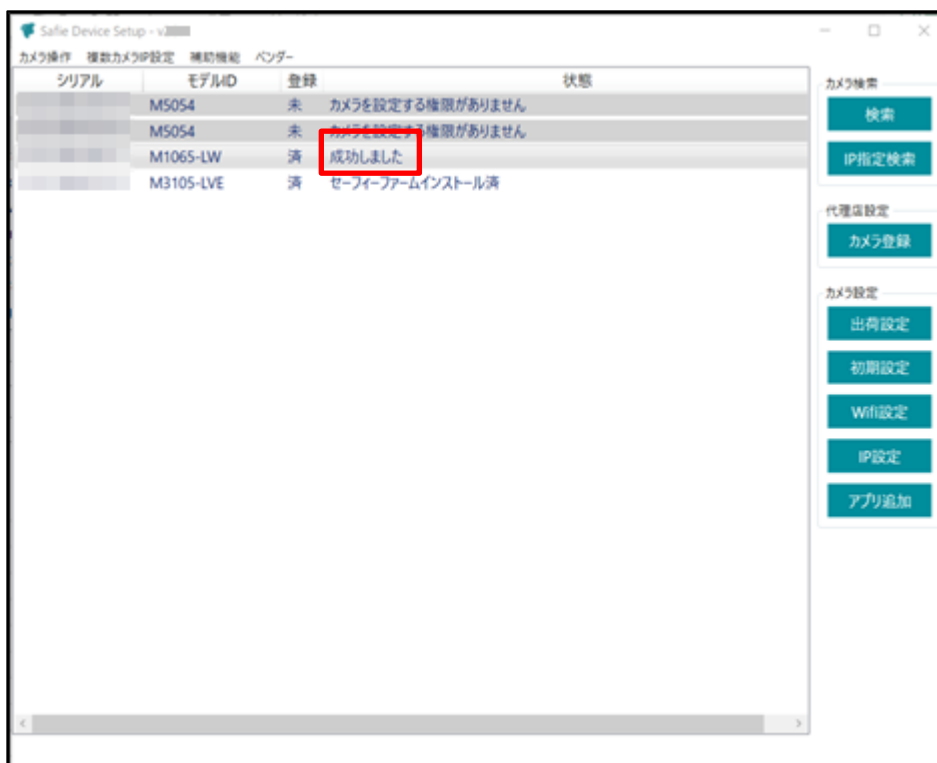 Safie Device Setup - v
カメラ操作 複数カメラIP設定 補助機能 ベンダー
シリアル モデルID 登録 状態
M5054 未 カメラを設定する権限がありません
M5054 未 カメラを設定する権限がありません
M1065-LW 済 成功しました
M3105-LVE 済 セーフィーファームインストール済
カメラ検索
検索
IP指定検索
代理店設定
カメラ登録
カメラ設定
出荷設定
初期設定
Wifi設定
IP設定
アプリ追加